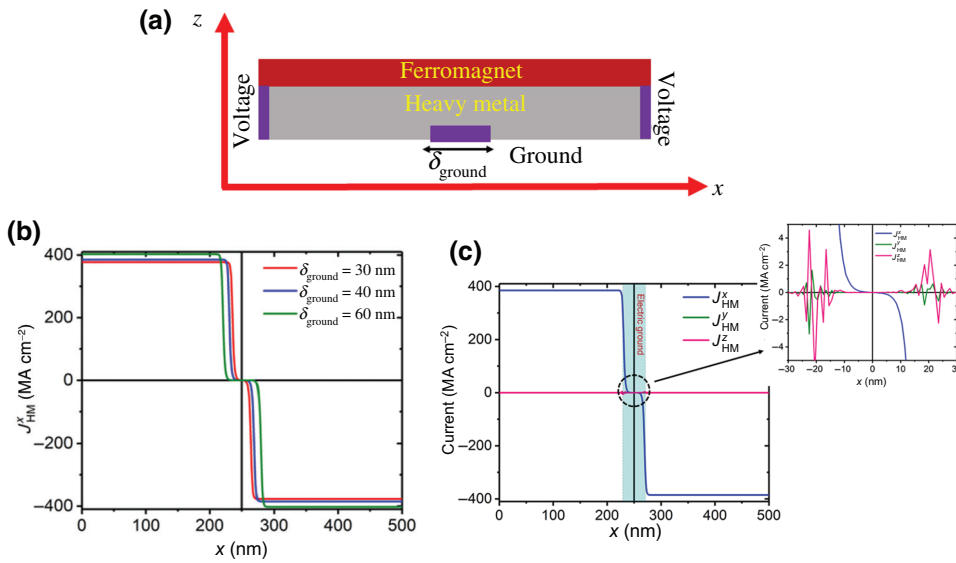 (a)
z
Ferromagnet
Heavy metal
Voltage
Voltage
δground
Ground
x
(b)
400
200
0
−200
−400
0 100 200 300 400 500
x (nm)
J^x_HM (MA cm−2)
δground = 30 nm
δground = 40 nm
δground = 60 nm
(c)
400
200
0
−200
−400
0 100 200 300 400 500
x (nm)
Current (MA cm−2)
Electric ground
J^x_HM
J^y_HM
J^z_HM
4
2
0
−2
−4
−30 −20 −10 0 10 20 30
x (nm)
Current (MA cm−2)
J^x_HM
J^y_HM
J^z_HM